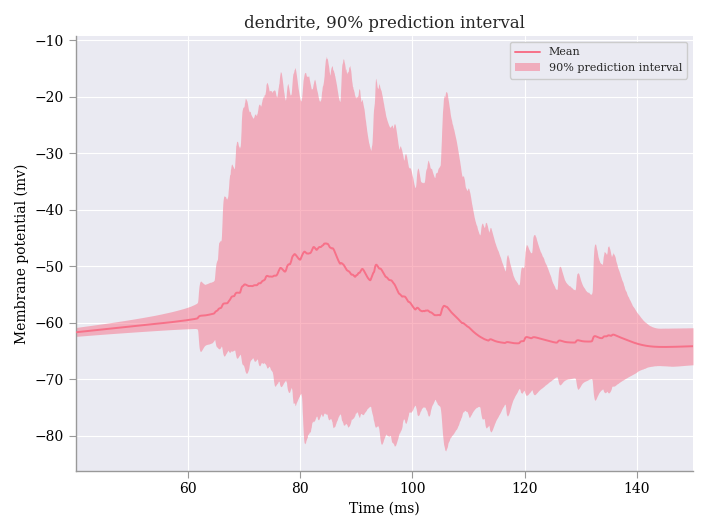 dendrite, 90% prediction interval
Mean
90% prediction interval
−10
−20
−30
−40
−50
−60
−70
−80
Membrane potential (mv)
60 80 100 120 140
Time (ms)